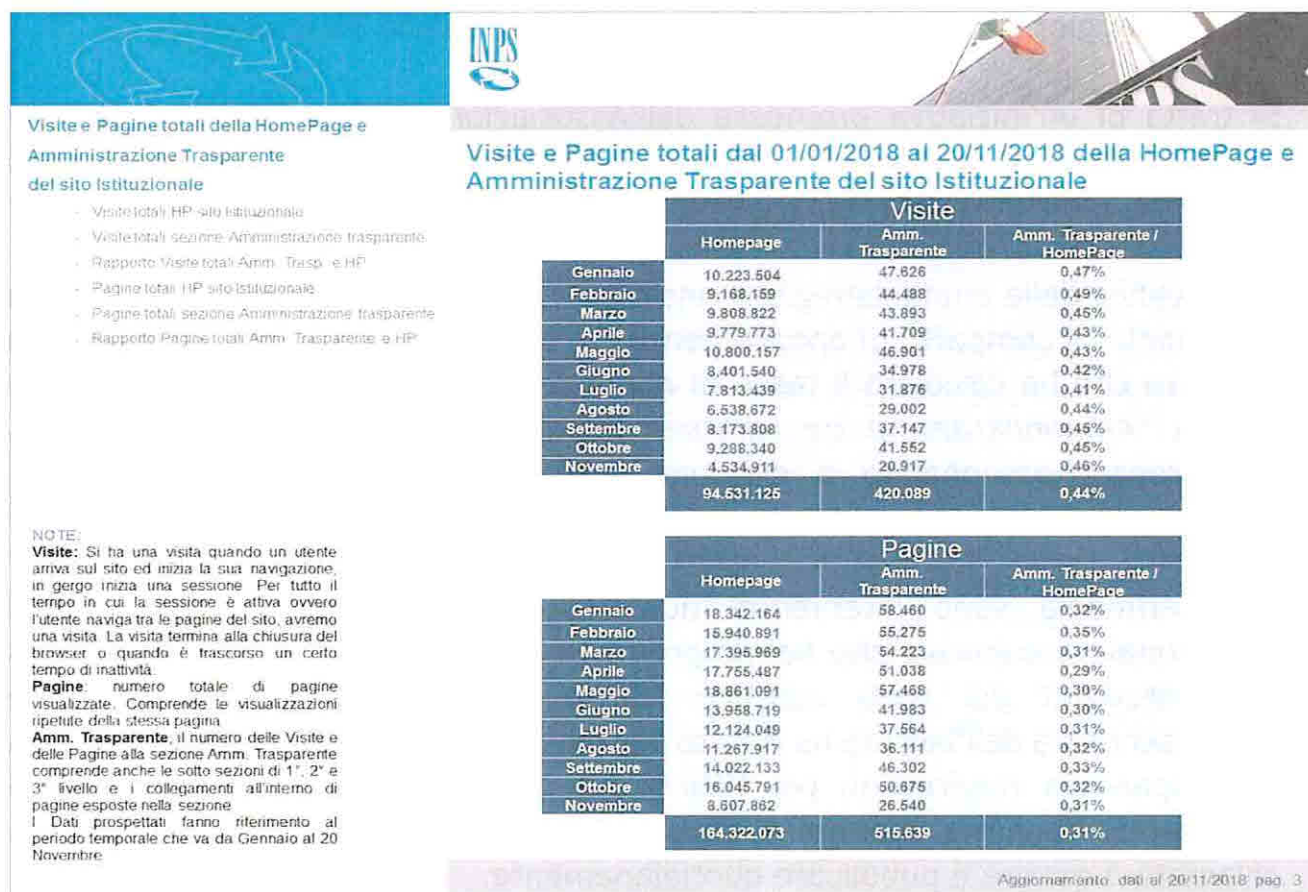 INPS
Visite e Pagine totali della HomePage e
Amministrazione Trasparente
del sito Istituzionale
- Visite totali HP sito Istituzionale
- Visite totali sezione Amministrazione trasparente
- Rapporto Visite totali Amm. Trasp. e HP
- Pagine totali HP sito Istituzionale
- Pagine totali sezione Amministrazione trasparente
- Rapporto Pagine totali Amm. Trasparente e HP
NOTE:
Visite: Si ha una visita quando un utente
arriva sul sito ed inizia la sua navigazione,
in gergo inizia una sessione. Per tutto il
tempo in cui la sessione è attiva ovvero
l'utente naviga tra le pagine del sito, avremo
una visita. La visita termina alla chiusura del
browser o quando è trascorso un certo
tempo di inattività.
Pagine: numero totale di pagine
visualizzate. Comprende le visualizzazioni
ripetute della stessa pagina
Amm. Trasparente, il numero delle Visite e
delle Pagine alla sezione Amm. Trasparente
comprende anche le sotto sezioni di 1°, 2° e
3° livello e i collegamenti all'interno di
pagine esposte nella sezione
I Dati prospettati fanno riferimento al
periodo temporale che va da Gennaio al 20
Novembre
Visite e Pagine totali dal 01/01/2018 al 20/11/2018 della HomePage e
Amministrazione Trasparente del sito Istituzionale
Visite
Homepage Amm. Trasparente Amm. Trasparente / HomePage
Gennaio 10.223.504 47.626 0,47%
Febbraio 9.168.159 44.488 0,49%
Marzo 9.808.822 43.893 0,45%
Aprile 9.779.773 41.709 0,43%
Maggio 10.800.157 46.901 0,43%
Giugno 8.401.540 34.978 0,42%
Luglio 7.813.439 31.876 0,41%
Agosto 6.538.672 29.002 0,44%
Settembre 8.173.808 37.147 0,45%
Ottobre 9.288.340 41.552 0,45%
Novembre 4.534.911 20.917 0,46%
94.531.125 420.089 0,44%
Pagine
Homepage Amm. Trasparente Amm. Trasparente / HomePage
Gennaio 18.342.164 58.460 0,32%
Febbraio 15.940.891 55.275 0,35%
Marzo 17.395.969 54.223 0,31%
Aprile 17.755.487 51.038 0,29%
Maggio 18.861.091 57.468 0,30%
Giugno 13.958.719 41.983 0,30%
Luglio 12.124.049 37.564 0,31%
Agosto 11.267.917 36.111 0,32%
Settembre 14.022.133 46.302 0,33%
Ottobre 16.045.791 50.675 0,32%
Novembre 8.607.862 26.540 0,31%
164.322.073 515.639 0,31%
Aggiornamento dati al 20/11/2018 pag. 3